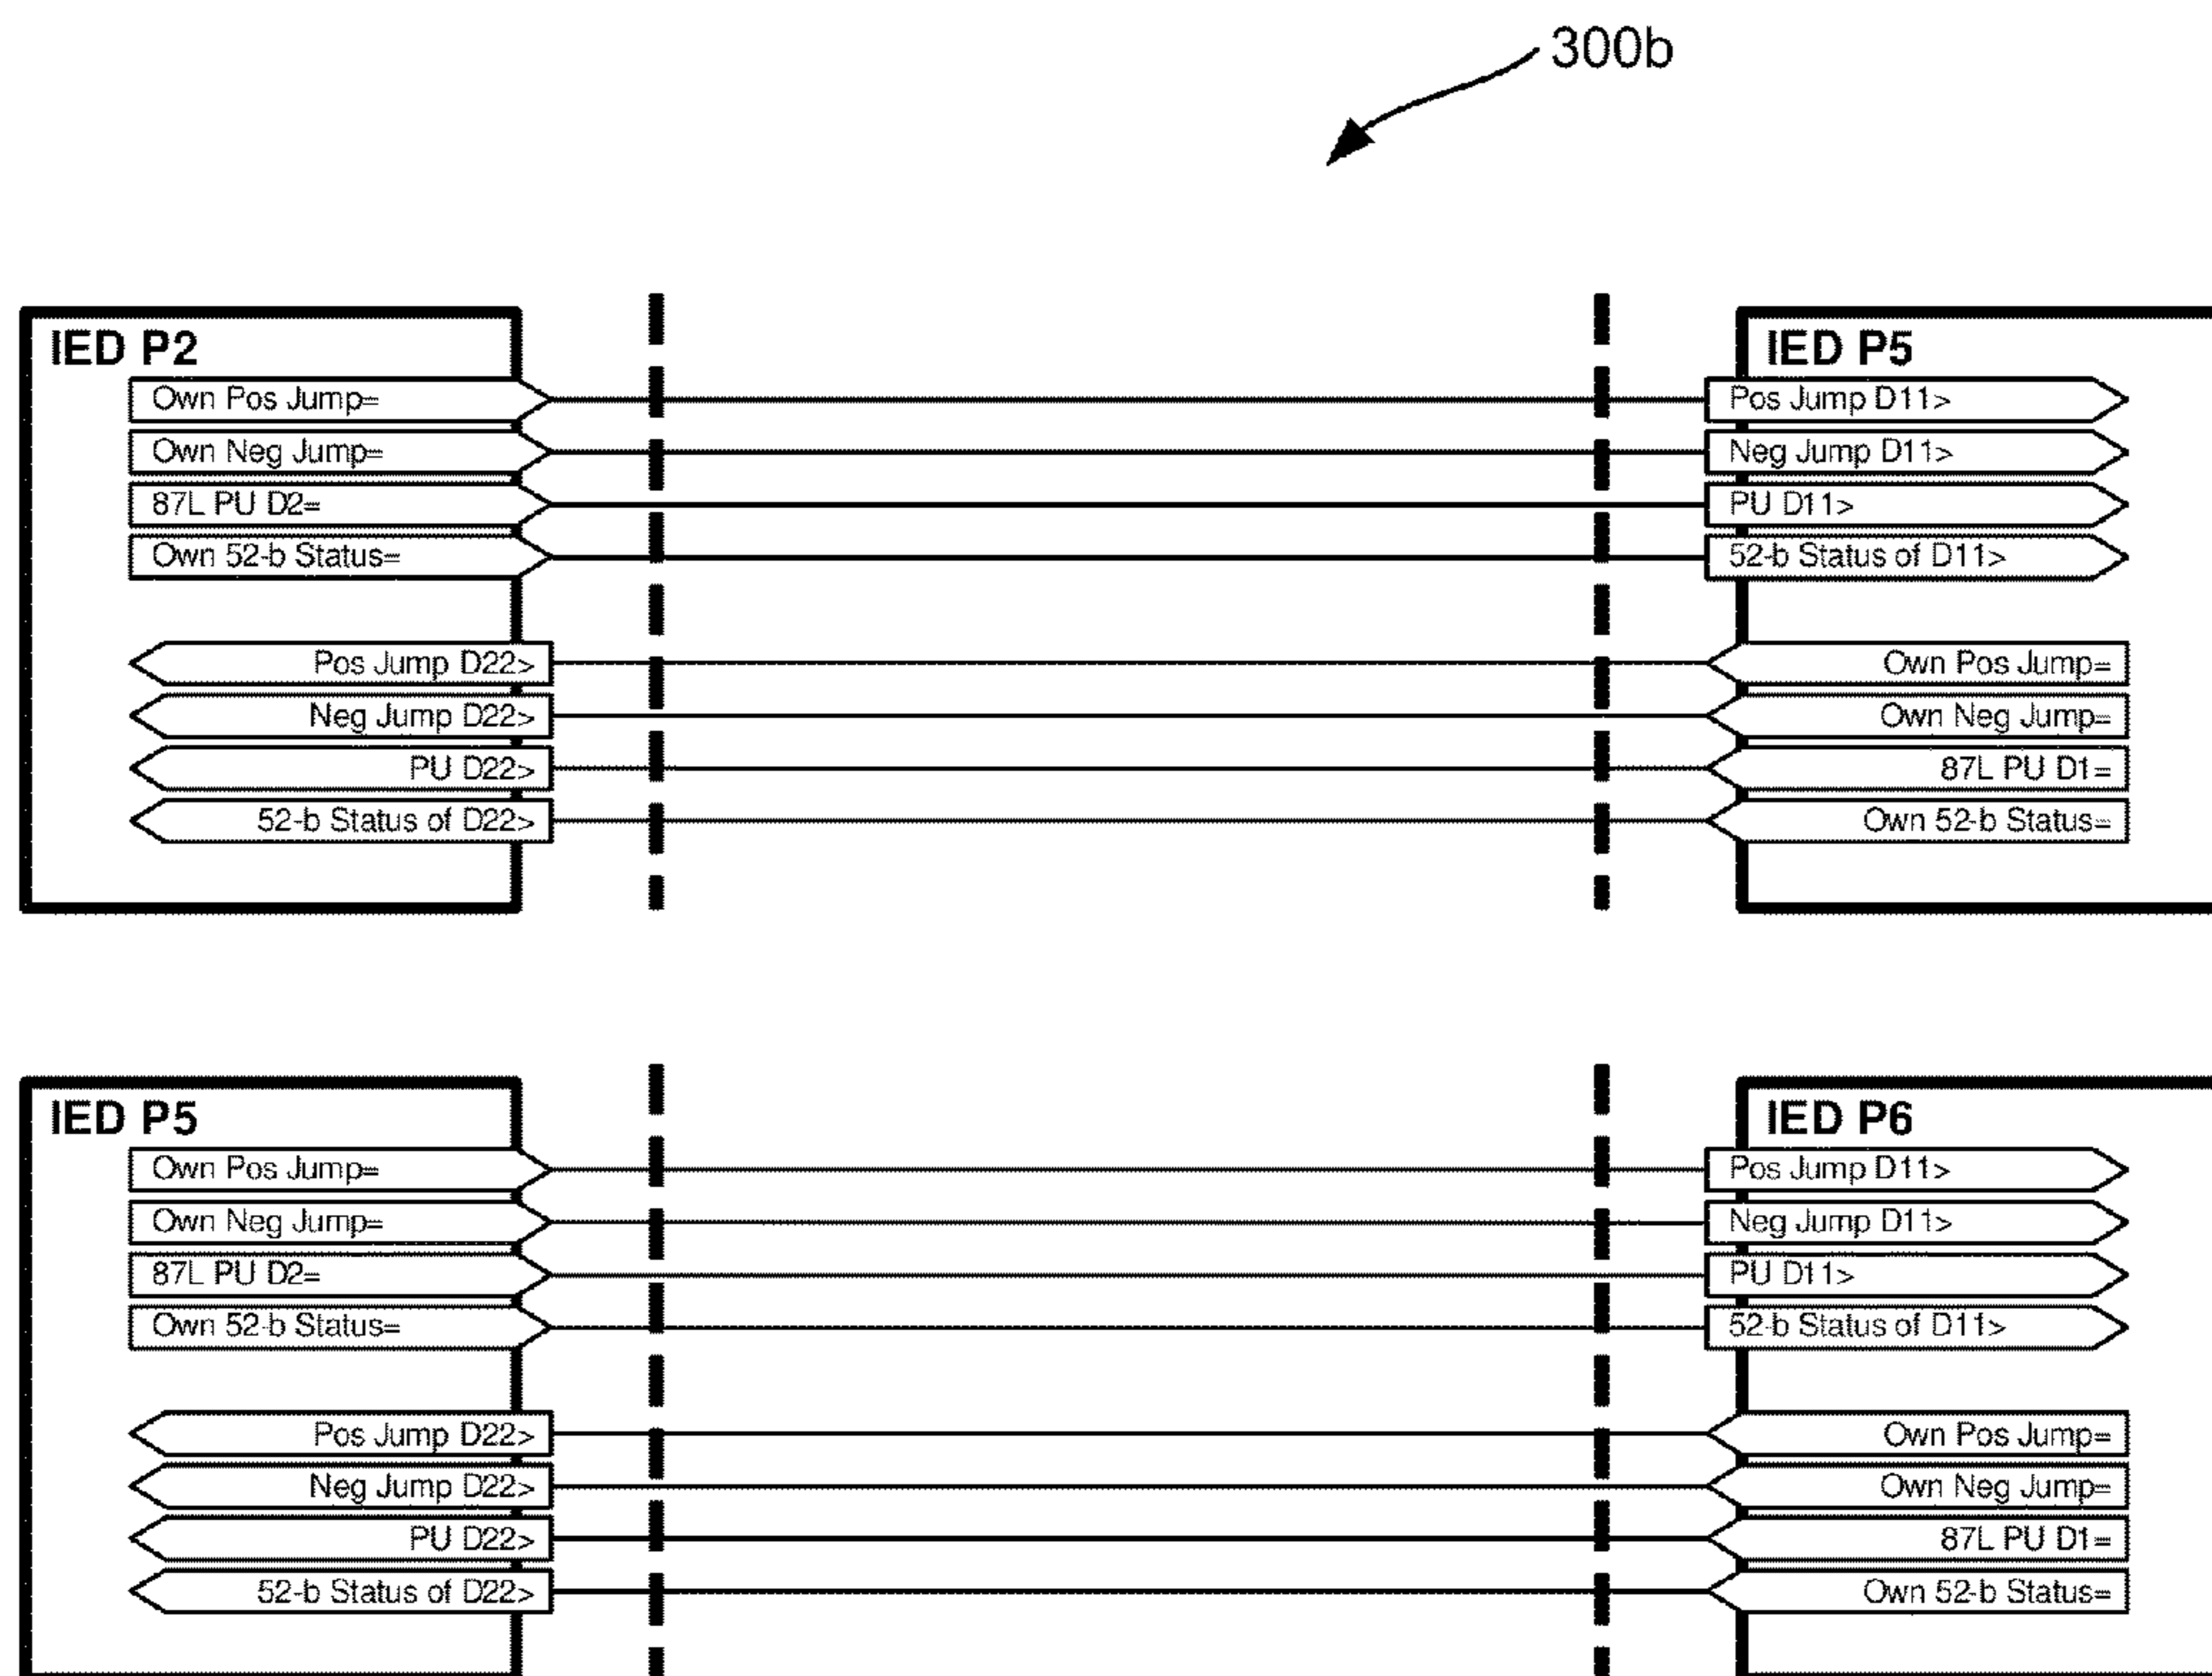 300b
IED P2
Own Pos Jump=
Own Neg Jump=
87L PU D2=
Own 52-b Status=
Pos Jump D22>
Neg Jump D22>
PU D22>
52-b Status of D22>
IED P5
Pos Jump D11>
Neg Jump D11>
PU D11>
52-b Status of D11>
Own Pos Jump=
Own Neg Jump=
87L PU D1=
Own 52-b Status=
IED P5
Own Pos Jump=
Own Neg Jump=
87L PU D2=
Own 52-b Status=
Pos Jump D22>
Neg Jump D22>
PU D22>
52-b Status of D22>
IED P6
Pos Jump D11>
Neg Jump D11>
PU D11>
52-b Status of D11>
Own Pos Jump=
Own Neg Jump=
87L PU D1=
Own 52-b Status=